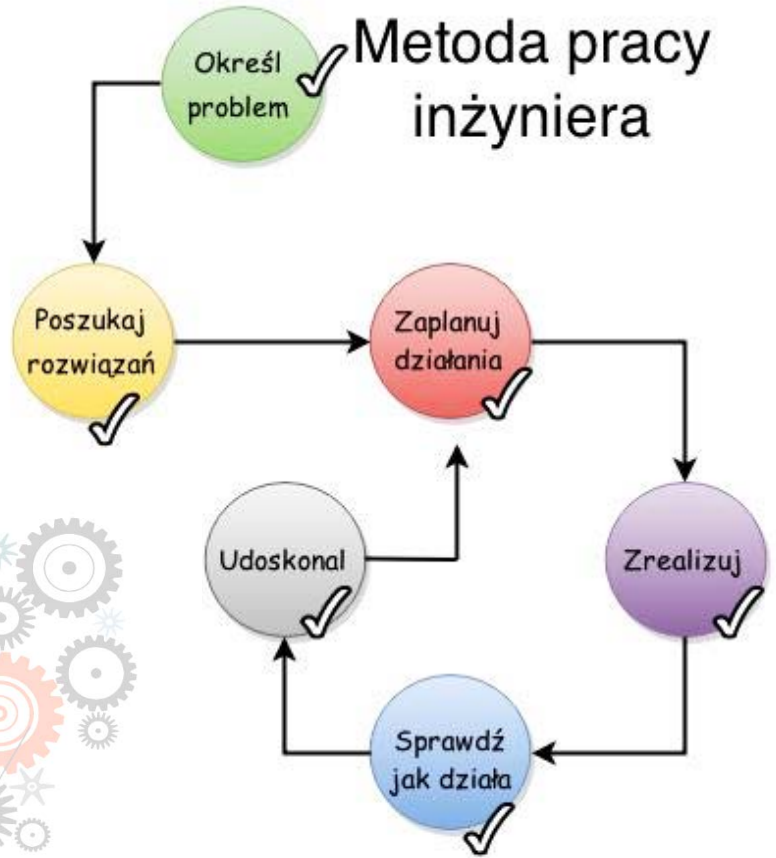 Metoda pracy
inżyniera
Określ
problem
Poszukaj
rozwiązań
Zaplanuj
działania
Zrealizuj
Sprawdź
jak działa
Udoskonal